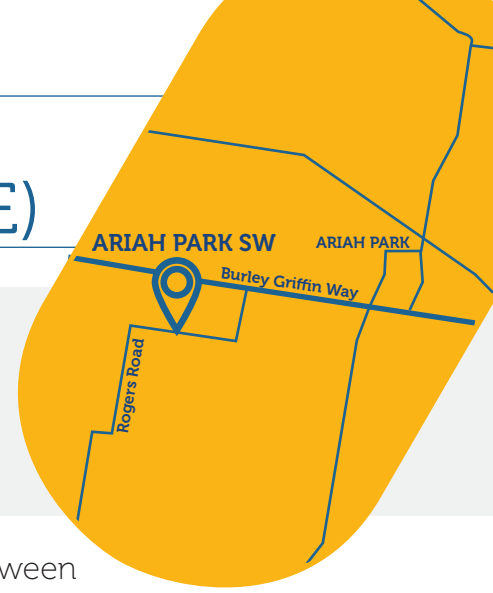 E)
ARIAH PARK SW
ARIAH PARK
Burley Griffin Way
Rogers Road
ween